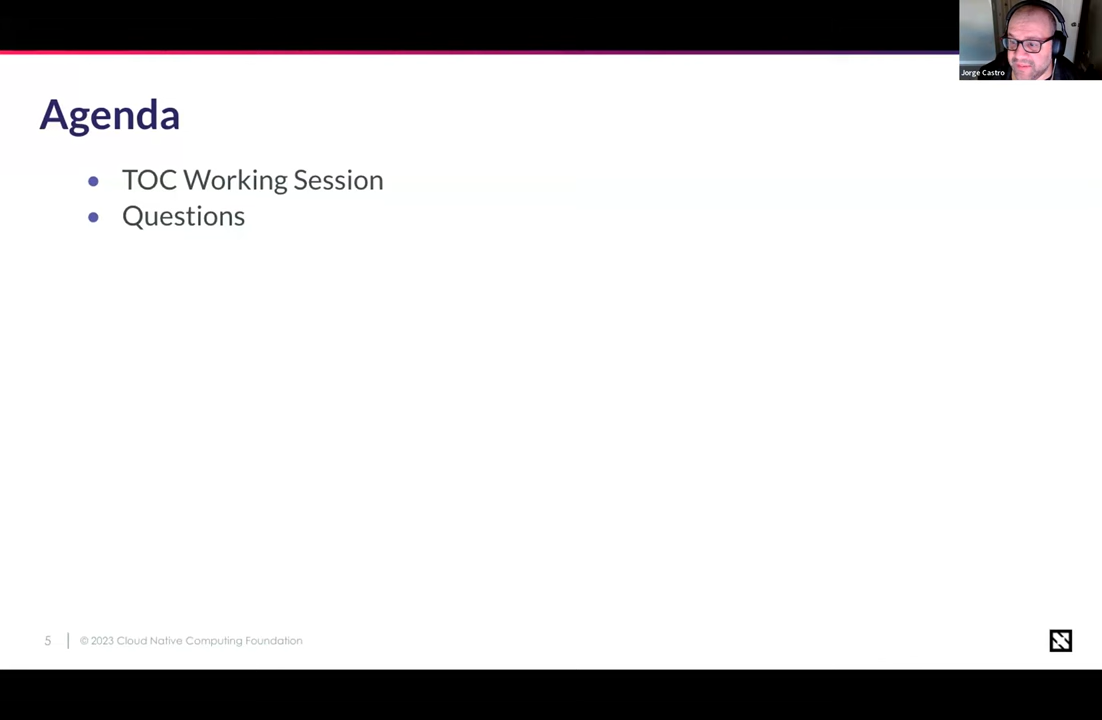 Jorge Castro
Agenda
• TOC Working Session
• Questions
5
© 2023 Cloud Native Computing Foundation